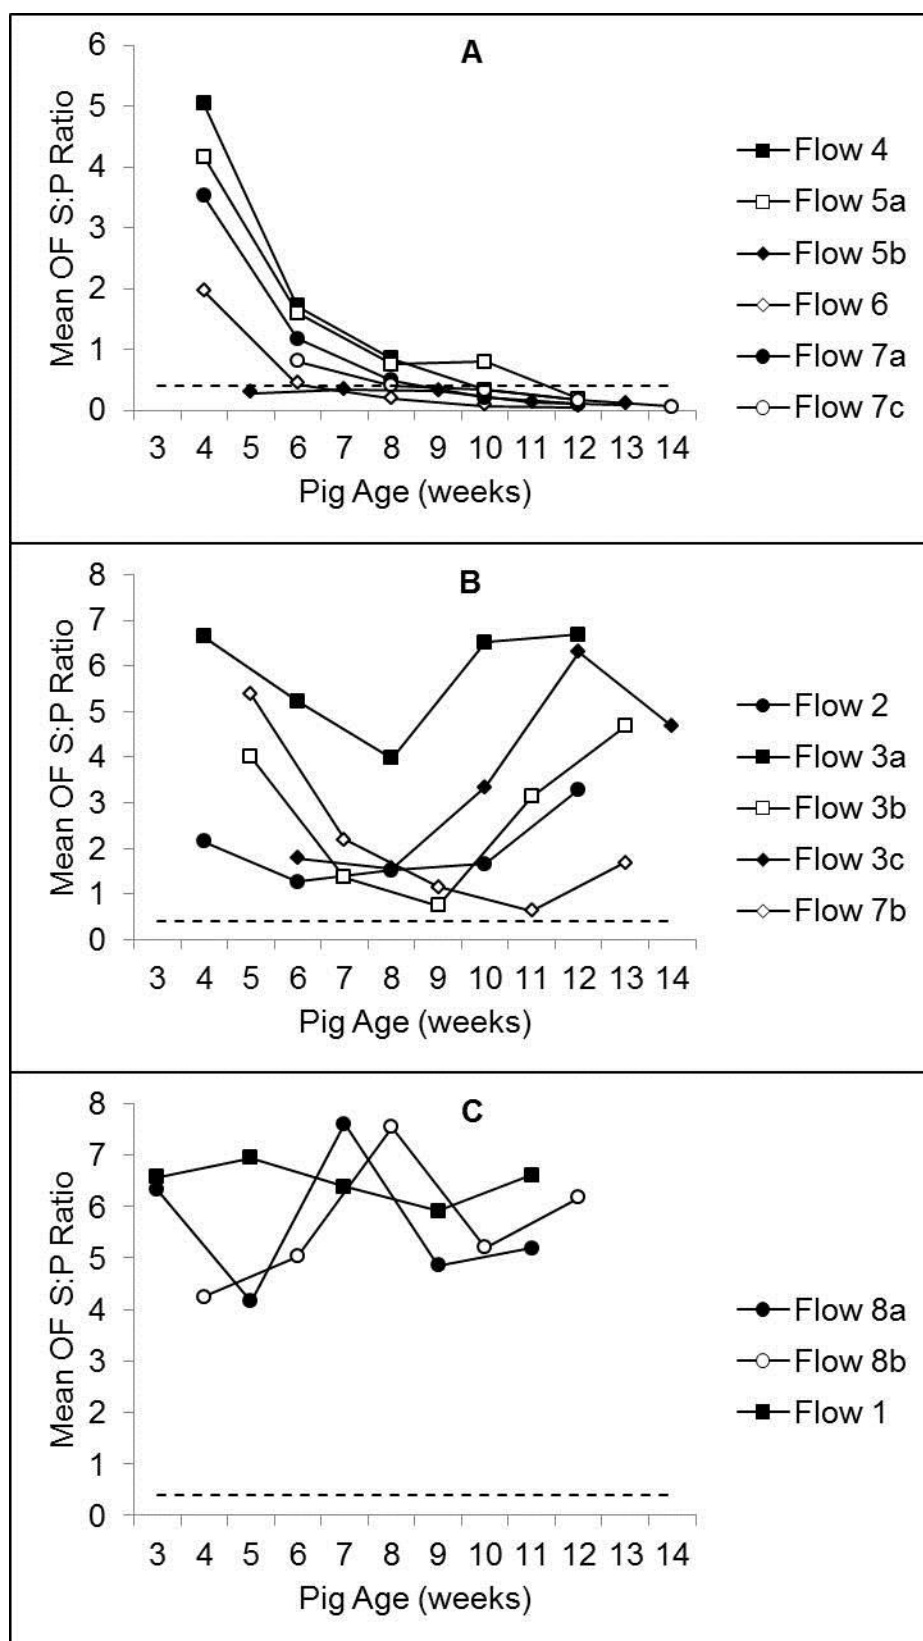 A
6
5
4
3
2
1
0
Mean OF S:P Ratio
3 4 5 6 7 8 9 10 11 12 13 14
Pig Age (weeks)
Flow 4
Flow 5a
Flow 5b
Flow 6
Flow 7a
Flow 7c
B
8
7
6
5
4
3
2
1
0
Mean OF S:P Ratio
3 4 5 6 7 8 9 10 11 12 13 14
Pig Age (weeks)
Flow 2
Flow 3a
Flow 3b
Flow 3c
Flow 7b
C
8
7
6
5
4
3
2
1
0
Mean OF S:P Ratio
3 4 5 6 7 8 9 10 11 12 13 14
Pig Age (weeks)
Flow 8a
Flow 8b
Flow 1